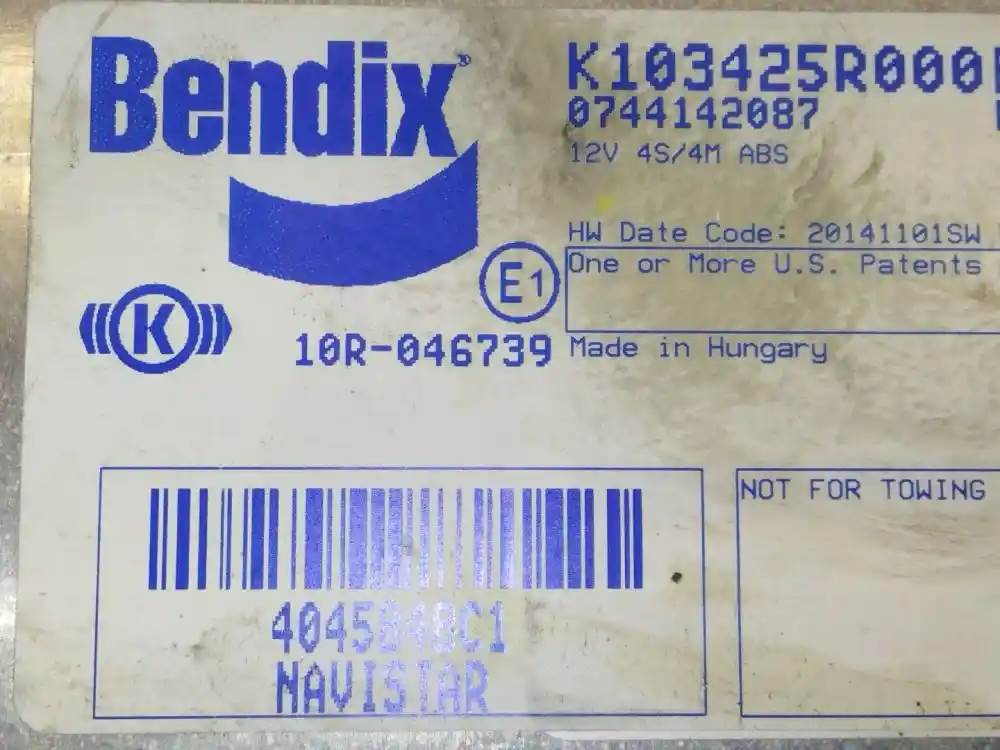 Bendix®
K103425R000
0744142087
12V 4S/4M ABS
HW Date Code: 20141101SW
One or More U.S. Patents
E1
K
10R-046739
Made in Hungary
NOT FOR TOWING
NAVISTAR